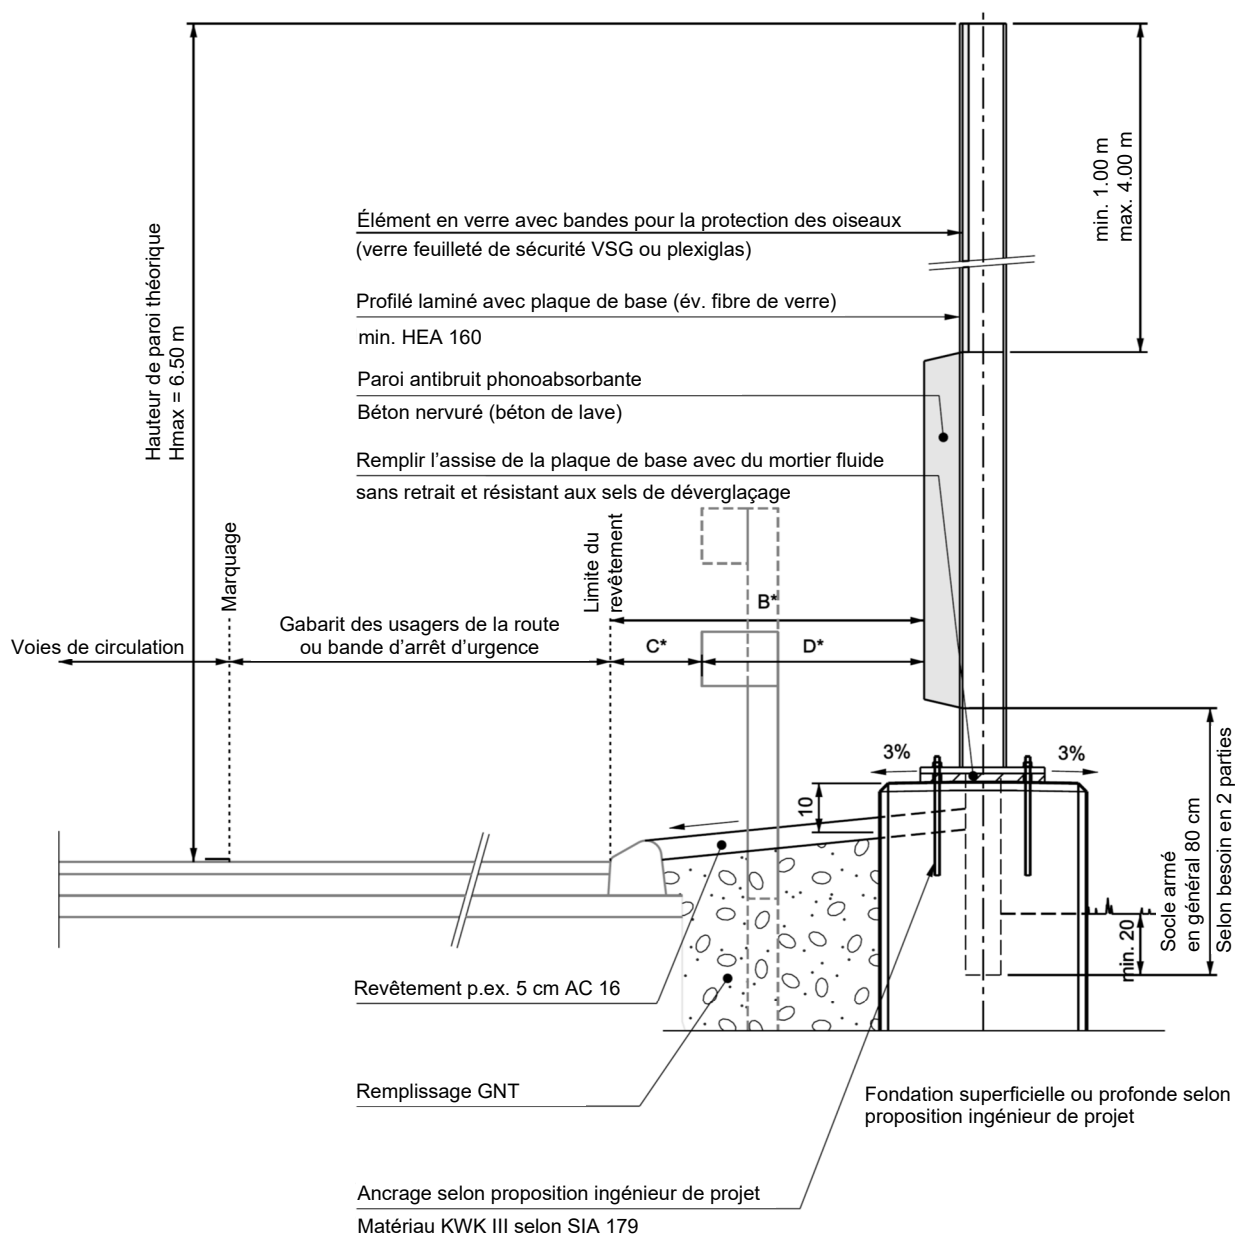 min. 1.00 m
max. 4.00 m
Élément en verre avec bandes pour la protection des oiseaux
(verre feuilleté de sécurité VSG ou plexiglas)
Hauteur de paroi théorique
Hmax = 6.50 m
Profilé laminé avec plaque de base (év. fibre de verre)
min. HEA 160
Paroi antibruit phonoabsorbante
Béton nervuré (béton de lave)
Remplir l’assise de la plaque de base avec du mortier fluide
sans retrait et résistant aux sels de déverglaçage
Marquage
Limite du
revêtement
B*
Voies de circulation
Gabarit des usagers de la route
ou bande d’arrêt d’urgence
C*
D*
3%
3%
10
Socle armé
en général 80 cm
Selon besoin en 2 parties
min. 20
Revêtement p.ex. 5 cm AC 16
Remplissage GNT
Fondation superficielle ou profonde selon
proposition ingénieur de projet
Ancrage selon proposition ingénieur de projet
Matériau KWK III selon SIA 179